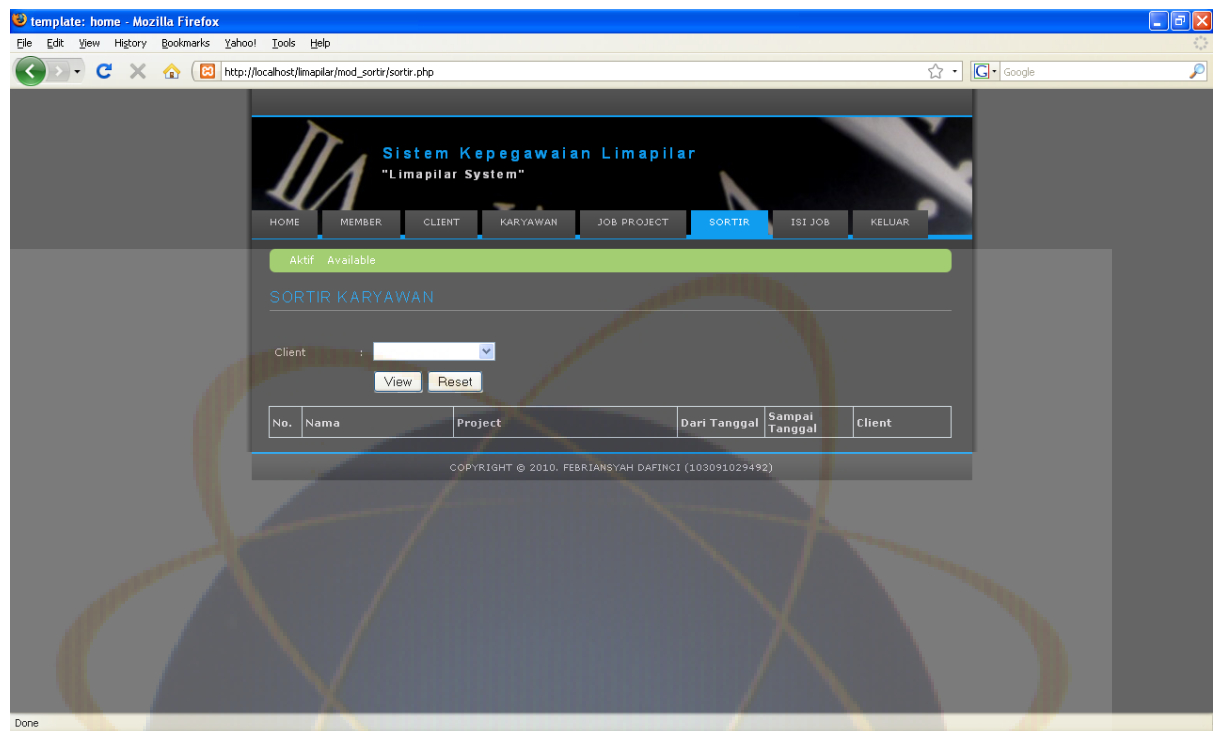 template: home - Mozilla Firefox
File Edit View History Bookmarks Yahoo! Tools Help
http://localhost/limapilar/mod_sortir/sortir.php
G Google
Sistem Kepegawaian Limapilar
"Limapilar System"
HOME MEMBER CLIENT KARYAWAN JOB PROJECT SORTIR ISI JOB KELUAR
Aktif Available
SORTIR KARYAWAN
Client :
View Reset
No. Nama Project Dari Tanggal Sampai Tanggal Client
COPYRIGHT © 2010. FEBRIANSYAH DAFINCI (103091029492)
Done